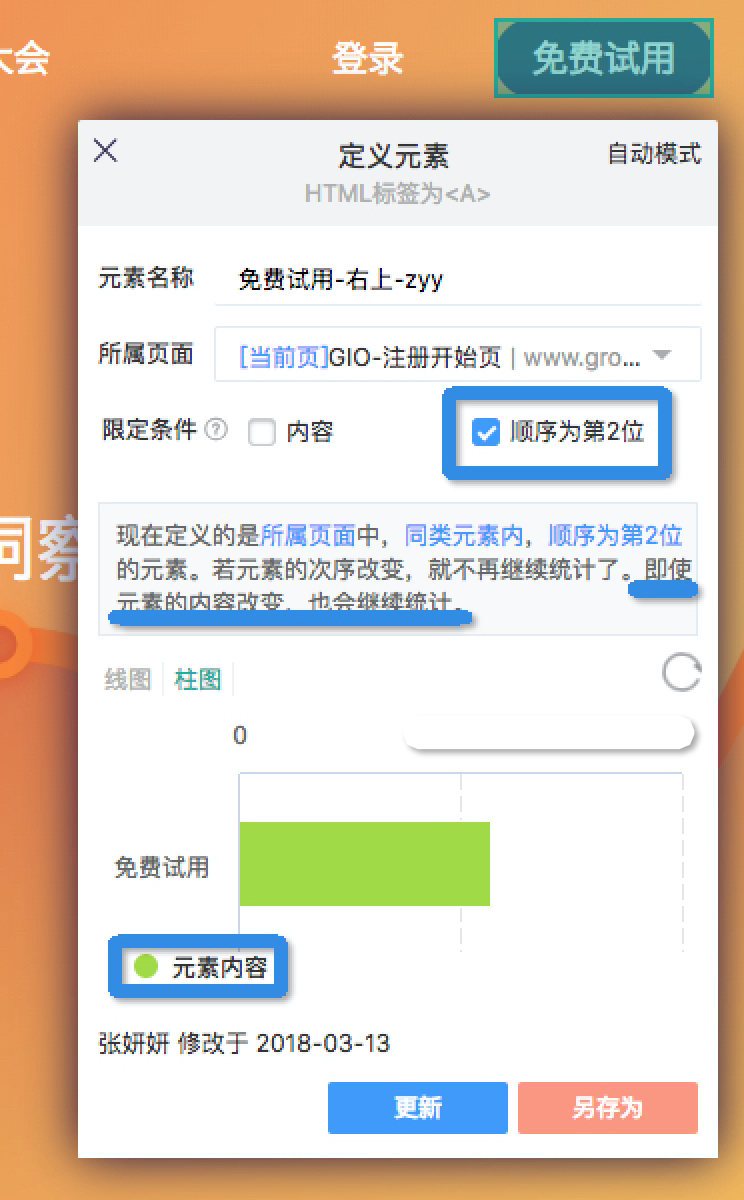 大会 登录 免费试用
定义元素 自动模式
HTML标签为<A>
元素名称 免费试用-右上-zyy
所属页面 [当前页]GIO-注册开始页 | www.gro...
限定条件 ? 内容 顺序为第2位
现在定义的是所属页面中，同类元素内，顺序为第2位
的元素。若元素的次序改变，就不再继续统计了。即使
元素的内容改变，也会继续统计。
洞察
线图 柱图
0
免费试用
元素内容
张妍妍 修改于 2018-03-13
更新 另存为